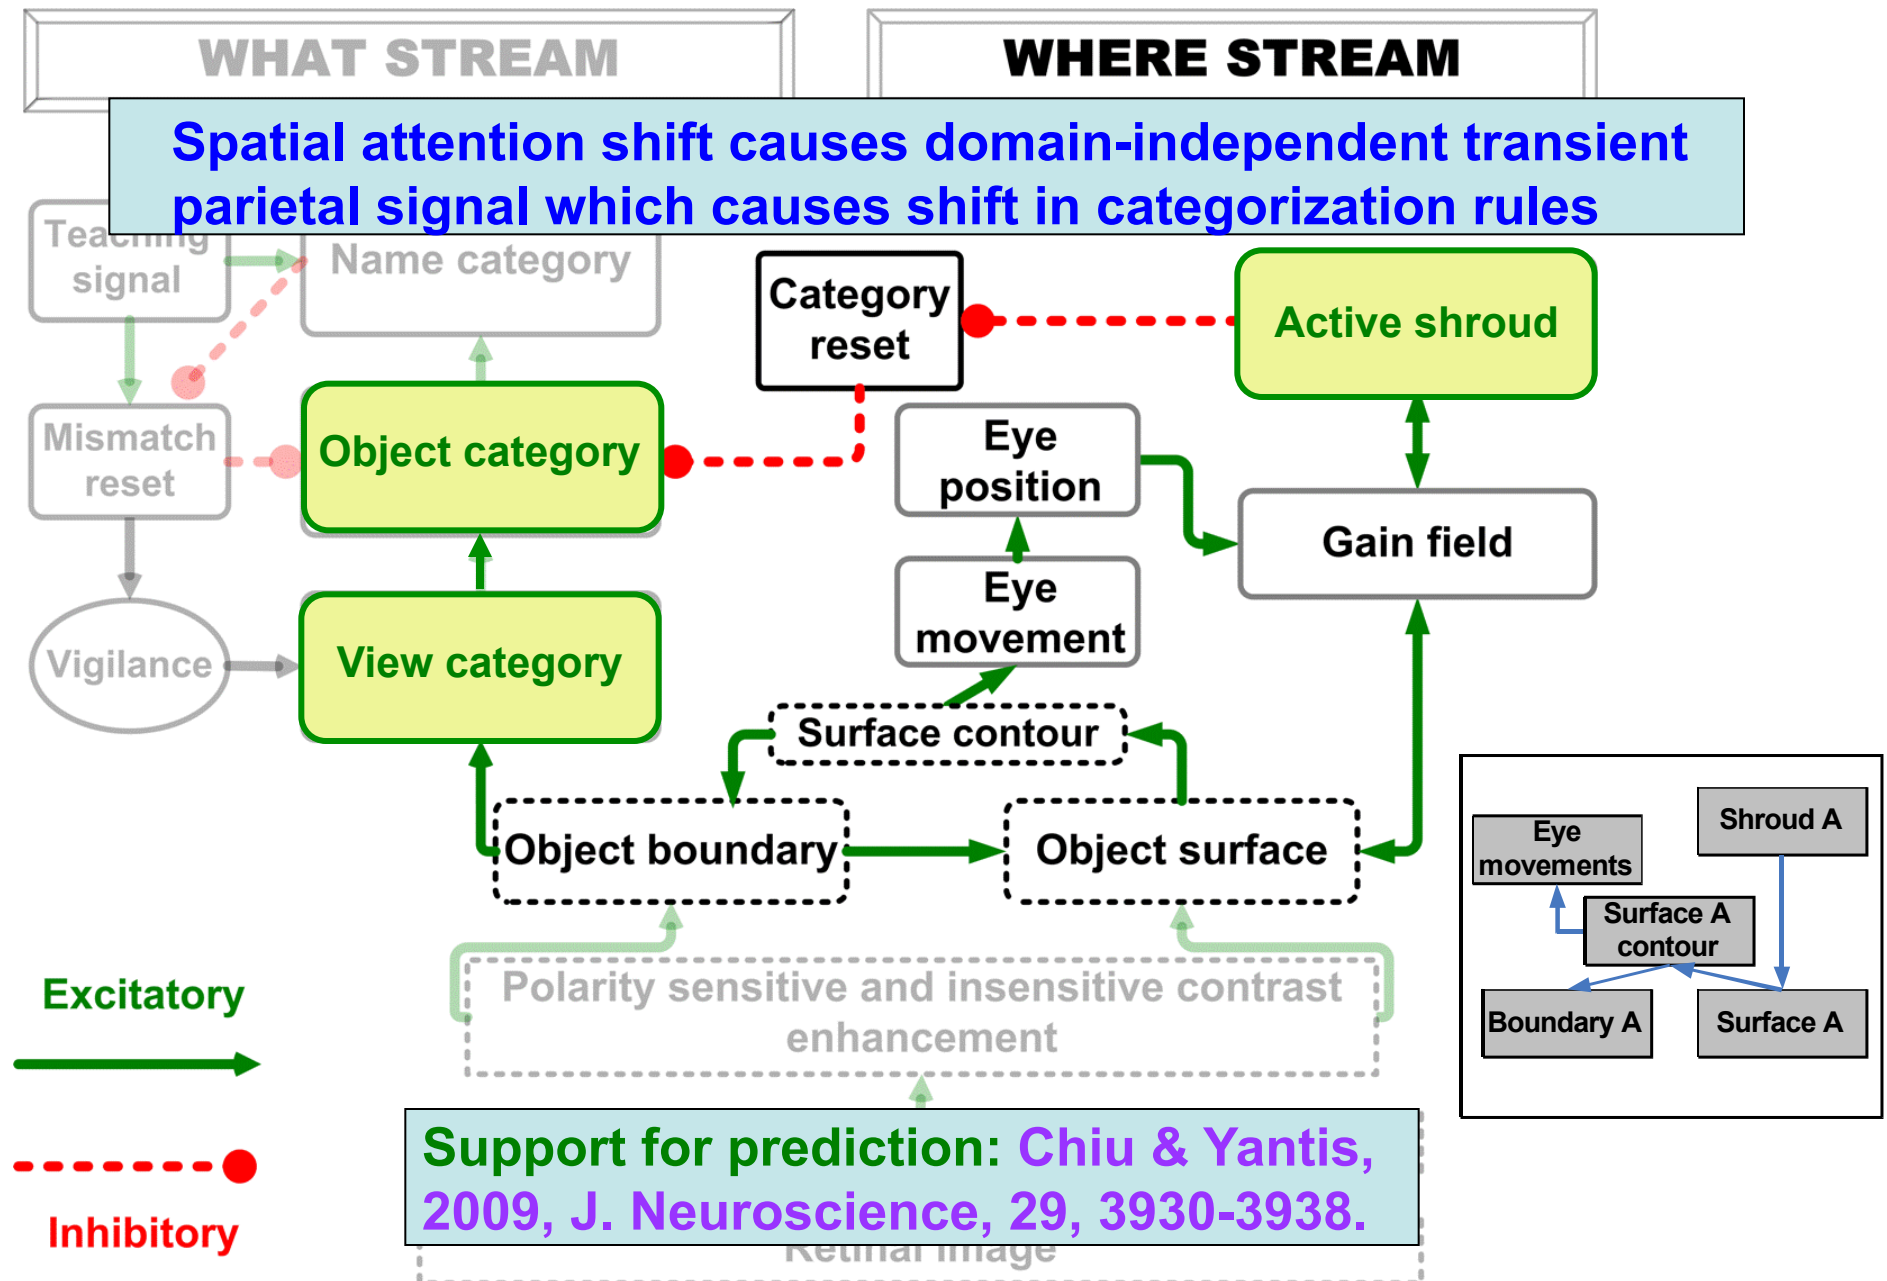 WHAT STREAM
WHERE STREAM
Spatial attention shift causes domain-independent transient
parietal signal which causes shift in categorization rules
Teaching
signal
Name category
Category
reset
Active shroud
Mismatch
reset
Object category
Eye
position
Gain field
Eye
movement
Vigilance
View category
Surface contour
Object boundary
Object surface
Eye
movements
Shroud A
Surface A
contour
Boundary A
Surface A
Polarity sensitive and insensitive contrast
enhancement
Excitatory
Inhibitory
Support for prediction: Chiu & Yantis,
2009, J. Neuroscience, 29, 3930-3938.
Retinal image